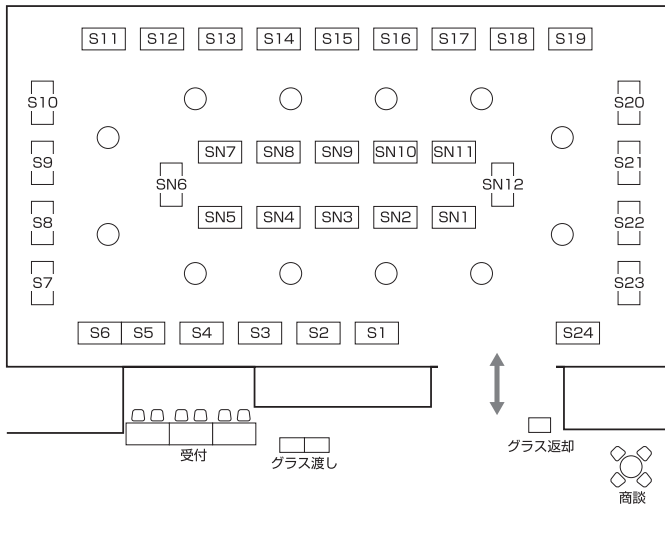 S11 S12 S13 S14 S15 S16 S17 S18 S19
S10 S20
SN7 SN8 SN9 SN10 SN11
S9 S21
SN6 SN12
SN5 SN4 SN3 SN2 SN1
S8 S22
S7 S23
S6 S5 S4 S3 S2 S1 S24
受付
グラス渡し
グラス返却
商談